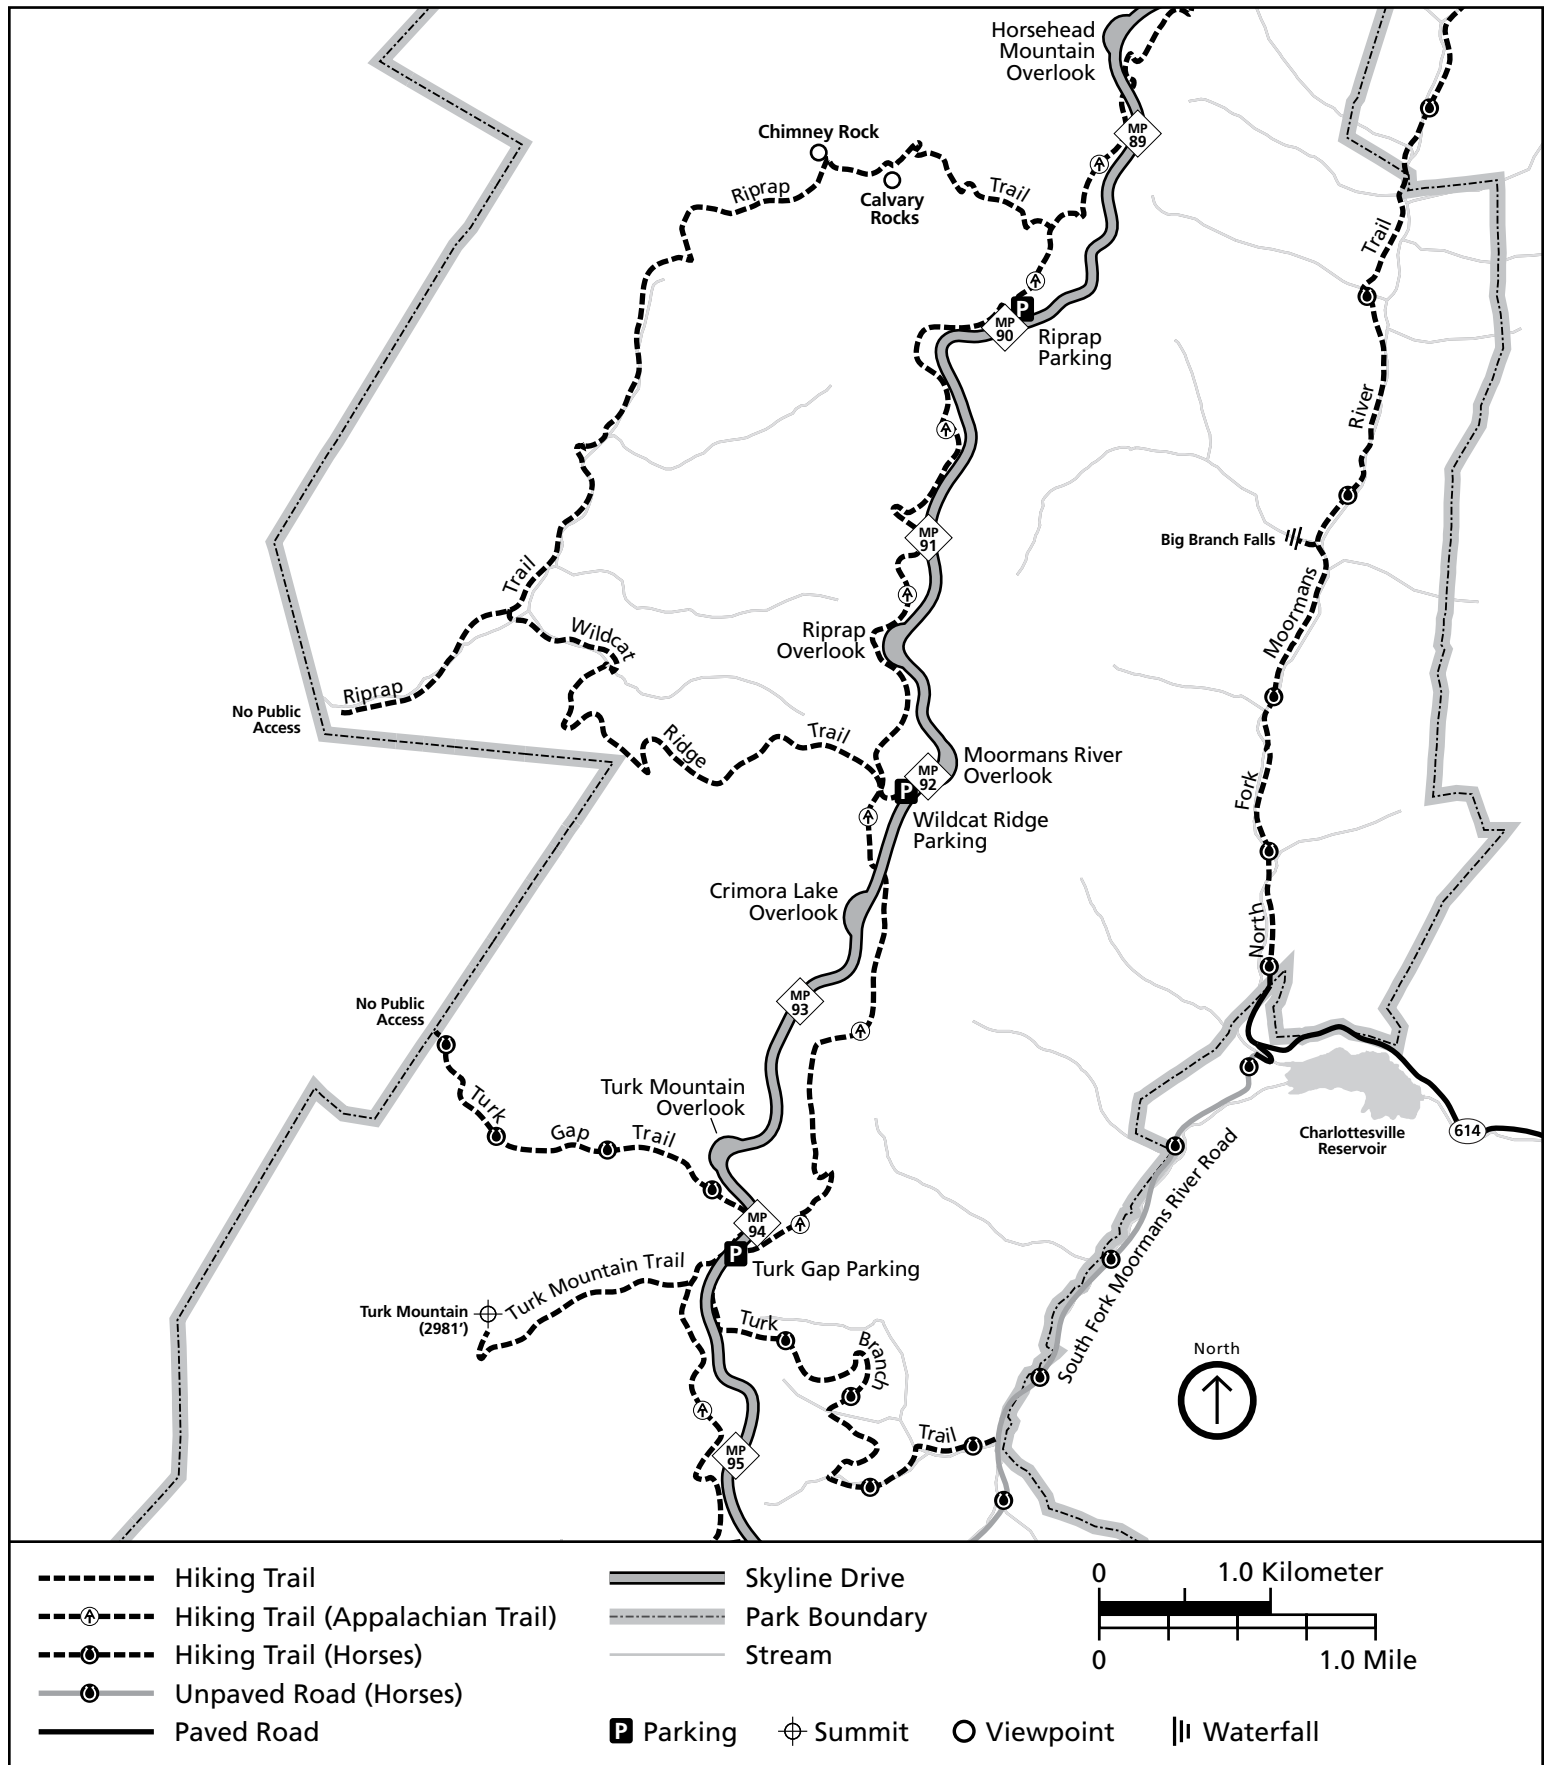 Horsehead
Mountain
Overlook
MP
89
Chimney Rock
Calvary
Rocks
Riprap
Trail
P
MP
90
Riprap
Parking
Trail
River
Moormans
Fork
North
Big Branch Falls
MP
91
Riprap
Overlook
Trail
Riprap
Wildcat
Ridge
Trail
No Public
Access
Moormans River
Overlook
MP
92
P
Wildcat Ridge
Parking
Crimora Lake
Overlook
MP
93
No Public
Access
Turk
Gap
Trail
Turk Mountain
Overlook
MP
94
P
Turk Gap Parking
Turk Mountain Trail
Turk Mountain
(2981’)
Turk
Branch
Trail
MP
95
South Fork Moormans River Road
Charlottesville
Reservoir
614
North
Hiking Trail
Hiking Trail (Appalachian Trail)
Hiking Trail (Horses)
Unpaved Road (Horses)
Paved Road
Skyline Drive
Park Boundary
Stream
0
1.0 Kilometer
0
1.0 Mile
P Parking
Summit
Viewpoint
Waterfall